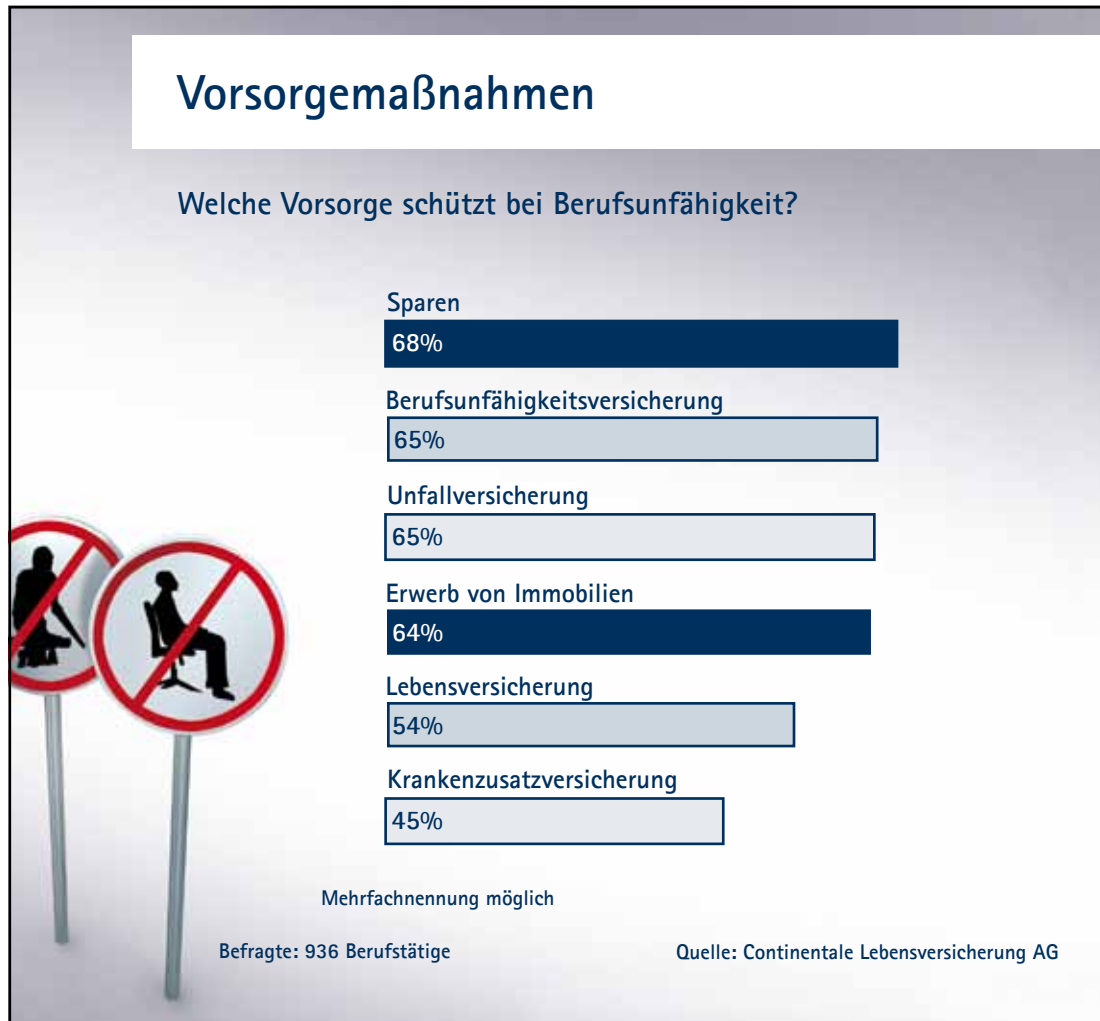 Vorsorgemaßnahmen
Welche Vorsorge schützt bei Berufsunfähigkeit?
Sparen
68%
Berufsunfähigkeitsversicherung
65%
Unfallversicherung
65%
Erwerb von Immobilien
64%
Lebensversicherung
54%
Krankenzusatzversicherung
45%
Mehrfachnennung möglich
Befragte: 936 Berufstätige
Quelle: Continentale Lebensversicherung AG